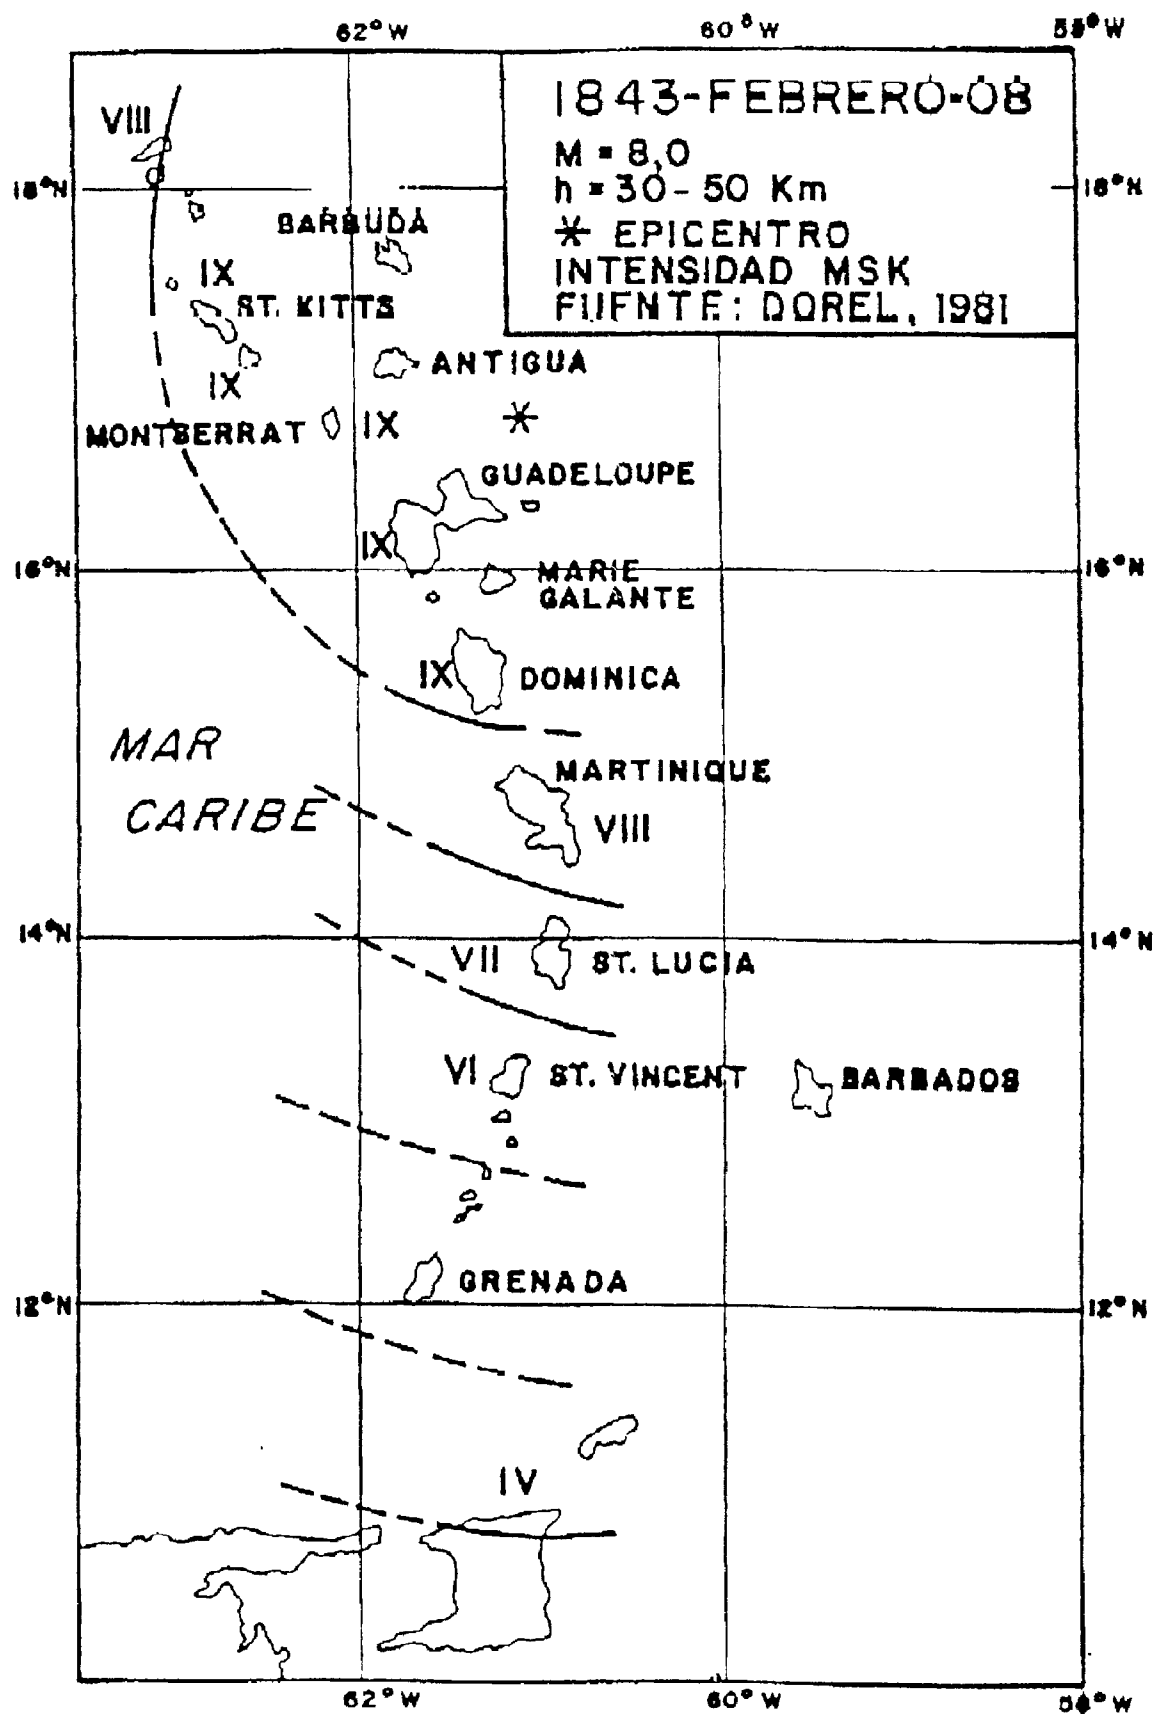 62°W 60°W
1843-FEBRERO-08
M = 8,0
h = 30-50 Km
EPICENTRO
INTENSIDAD MSK
FUENTE: DOREL, 1981
VIII
18°N 18°N
BARBUDA
IX
ST. KITTS
ANTIGUA
IX
MONTSERRAT IX
GUADELOUPE
IX
16°N 16°N
MARIE
GALANTE
IX DOMINICA
MAR
CARIBE
MARTINIQUE
VIII
14°N 14°N
VII ST. LUCIA
VI ST. VINCENT BARBADOS
GRENADA
12°N 12°N
IV
62°W 60°W